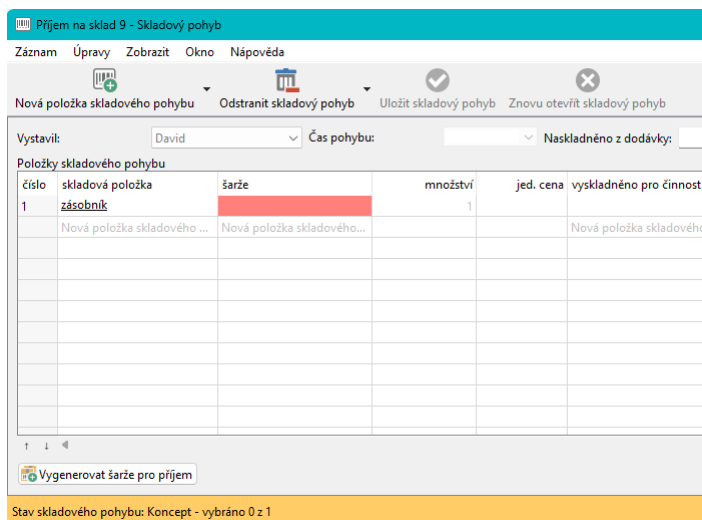 Příjem na sklad 9 - Skladový pohyb
Záznam Úpravy Zobrazit Okno Nápověda
Nová položka skladového pohybu Odstranit skladový pohyb Uložit skladový pohyb Znovu otevřít skladový pohyb
Vystavil: David Čas pohybu: Naskladněno z dodávky:
Položky skladového pohybu
číslo skladová položka šarže množství jed. cena vyskladněno pro činnost
1 zásobník 1
Nová položka skladového ... Nová položka skladového... Nová položka skladového
Vygenerovat šarže pro příjem
Stav skladového pohybu: Koncept - vybráno 0 z 1